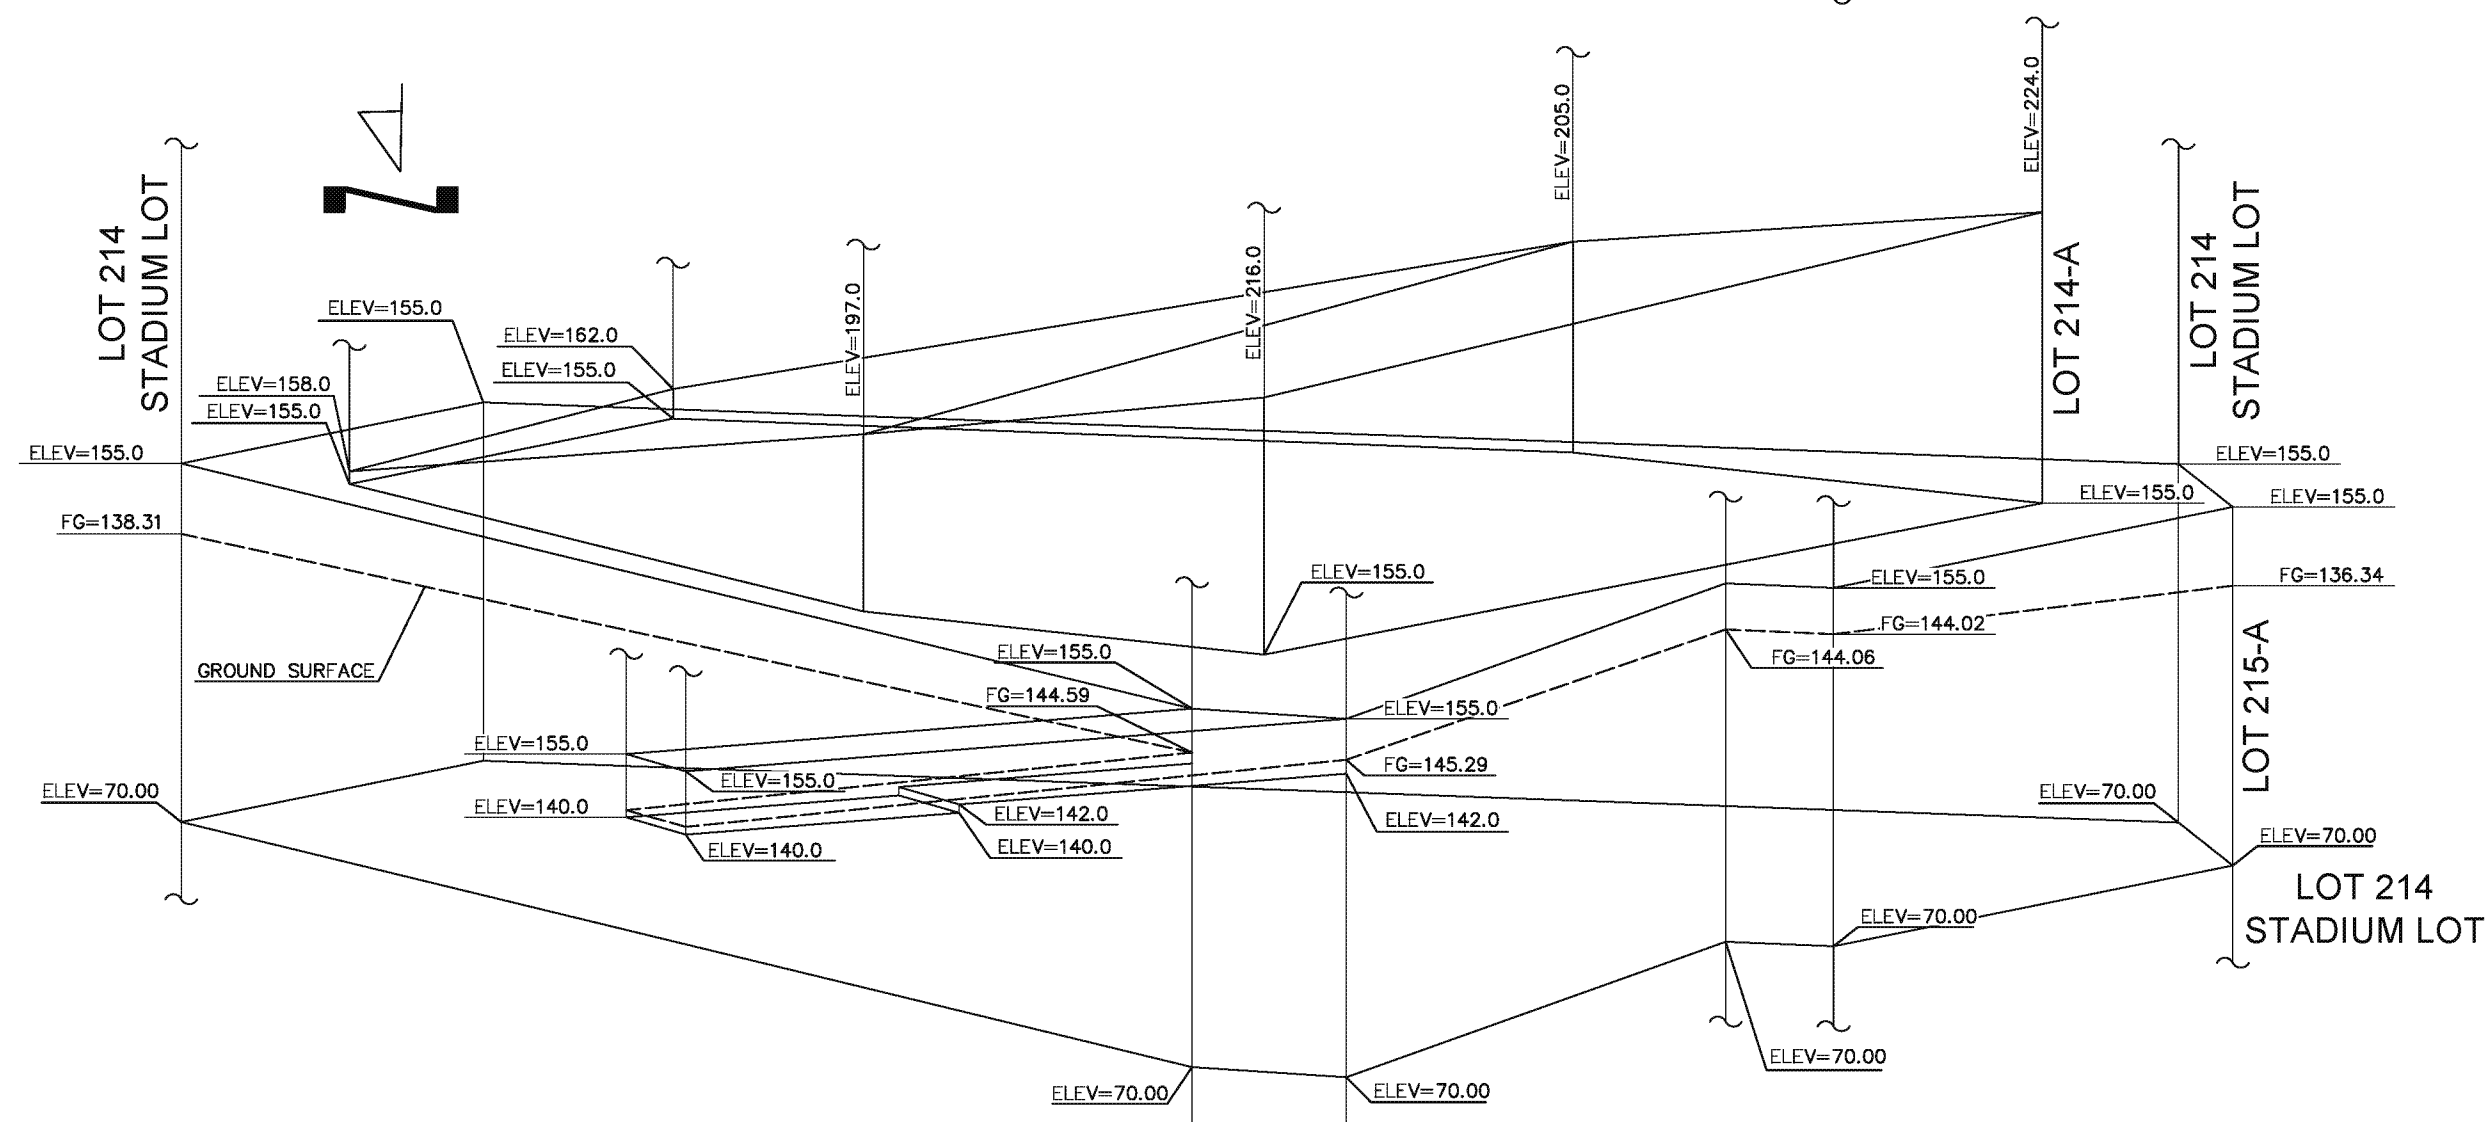 ELEV=205.0
ELEV=224.0
LOT 214
STADIUM LOT
ELEV=197.0
ELEV=216.0
LOT 214-A
LOT 214
STADIUM LOT
ELEV=155.0
ELEV=162.0
ELEV=155.0
ELEV=158.0
ELEV=155.0
ELEV=155.0
ELEV=155.0
ELEV=155.0
ELEV=155.0
FG=138.31
ELEV=155.0
ELEV=155.0
FG=136.34
GROUND SURFACE
ELEV=155.0
FG=144.02
FG=144.06
LOT 215-A
FG=144.59
ELEV=155.0
ELEV=155.0
ELEV=155.0
FG=145.29
ELEV=70.00
ELEV=140.0
ELEV=142.0
ELEV=142.0
ELEV=70.00
ELEV=140.0
ELEV=140.0
ELEV=70.00
LOT 214
STADIUM LOT
ELEV=70.00
ELEV=70.00
ELEV=70.00
ELEV=70.00